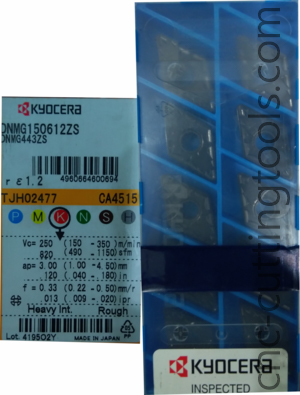 KYOCERA
DNMG150612ZS
DNMG443ZS
4960664600694
r ε 1.2
TJH02477 CA4515
P M K N S H
Vc= 250 (150 - 350) m/min
820 (490 - 1150) sfm
ap= 3.00 (1.00 - 4.50) mm
.120 (.040 - .180) in
f = 0.33 (0.22 - 0.50) mm/r
.013 (.009 - .020) ipr
Heavy Int. Rough
PP
Lot 419502Y MADE IN JAPAN
KYOCERA
INSPECTED
cnc-cuttingtools.com